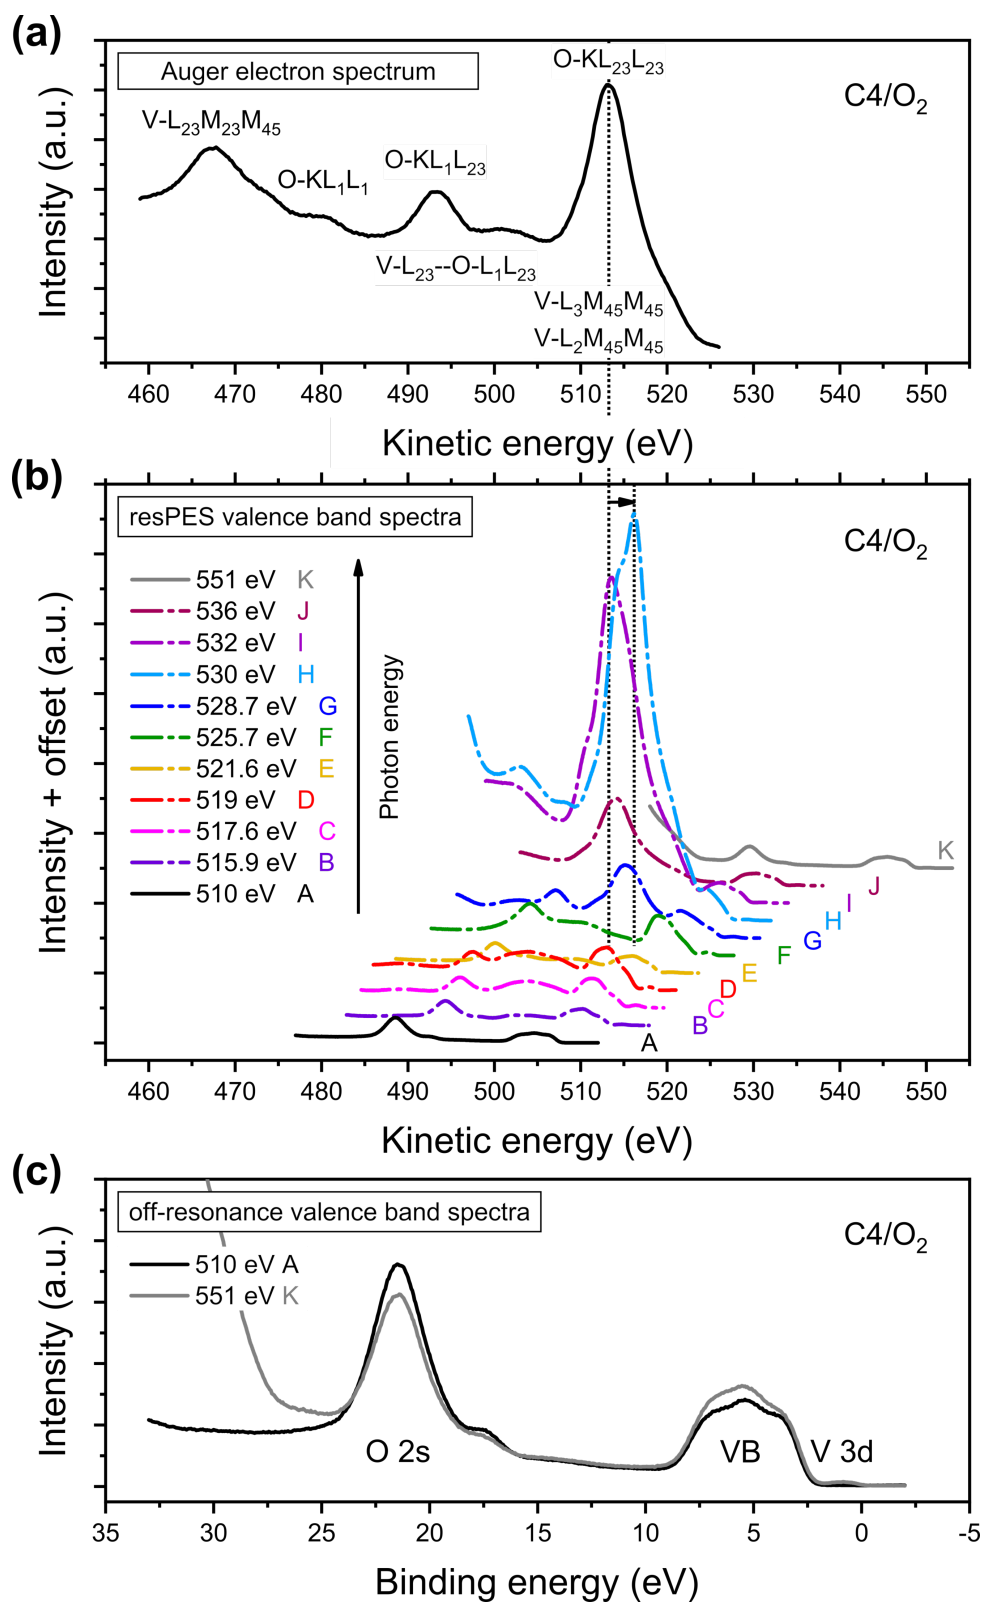 (a)
Auger electron spectrum
O-KL₂₃L₂₃
C4/O₂
V-L₂₃M₂₃M₄₅
O-KL₁L₁
O-KL₁L₂₃
V-L₂₃--O-L₁L₂₃
V-L₃M₄₅M₄₅
V-L₂M₄₅M₄₅
Intensity (a.u.)
460 470 480 490 500 510 520 530 540 550
Kinetic energy (eV)
(b)
resPES valence band spectra
C4/O₂
551 eV K
536 eV J
532 eV I
530 eV H
528.7 eV G
525.7 eV F
521.6 eV E
519 eV D
517.6 eV C
515.9 eV B
510 eV A
Photon energy
K
J
I
H
G
F
E
D
C
B
A
Intensity + offset (a.u.)
460 470 480 490 500 510 520 530 540 550
Kinetic energy (eV)
(c)
off-resonance valence band spectra
C4/O₂
510 eV A
551 eV K
O 2s
VB
V 3d
Intensity (a.u.)
35 30 25 20 15 10 5 0 -5
Binding energy (eV)